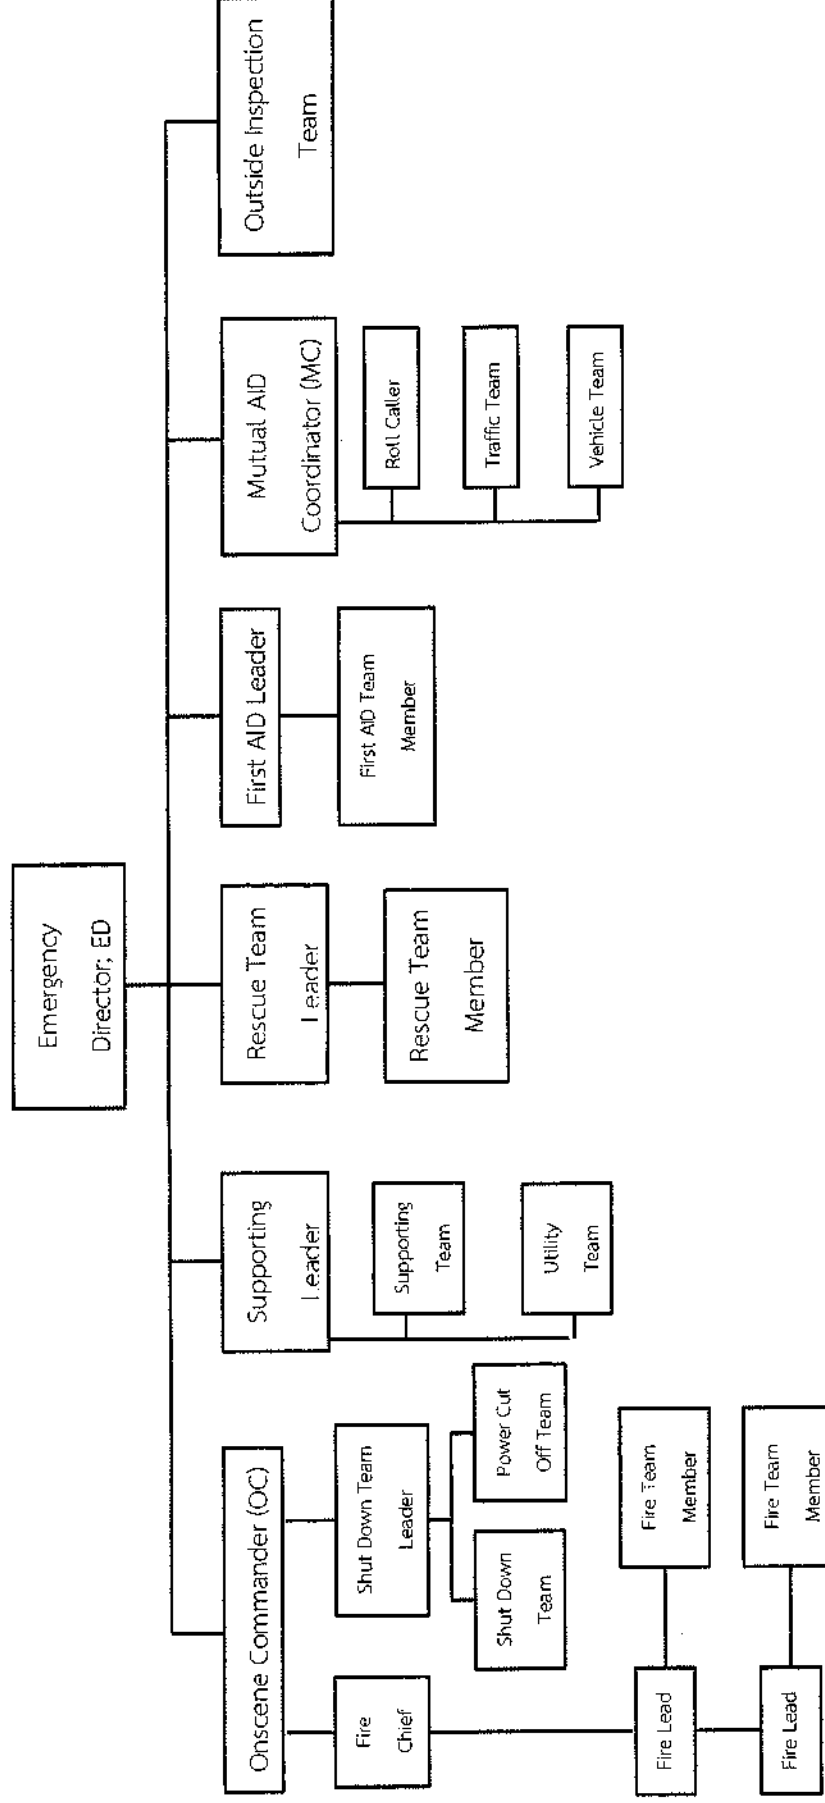 Emergency
Director; ED
Onscene Commander (OC)
Supporting
Leader
Rescue Team
Leader
First AID Leader
Mutual AID
Coordinator (MC)
Outside Inspection
Team
Fire
Chief
Shut Down Team
Leader
Supporting
Team
Utility
Team
Rescue Team
Member
First AID Team
Member
Roll Caller
Traffic Team
Vehicle Team
Shut Down
Team
Power Cut
Off Team
Fire Lead
Fire Team
Member
Fire Lead
Fire Team
Member